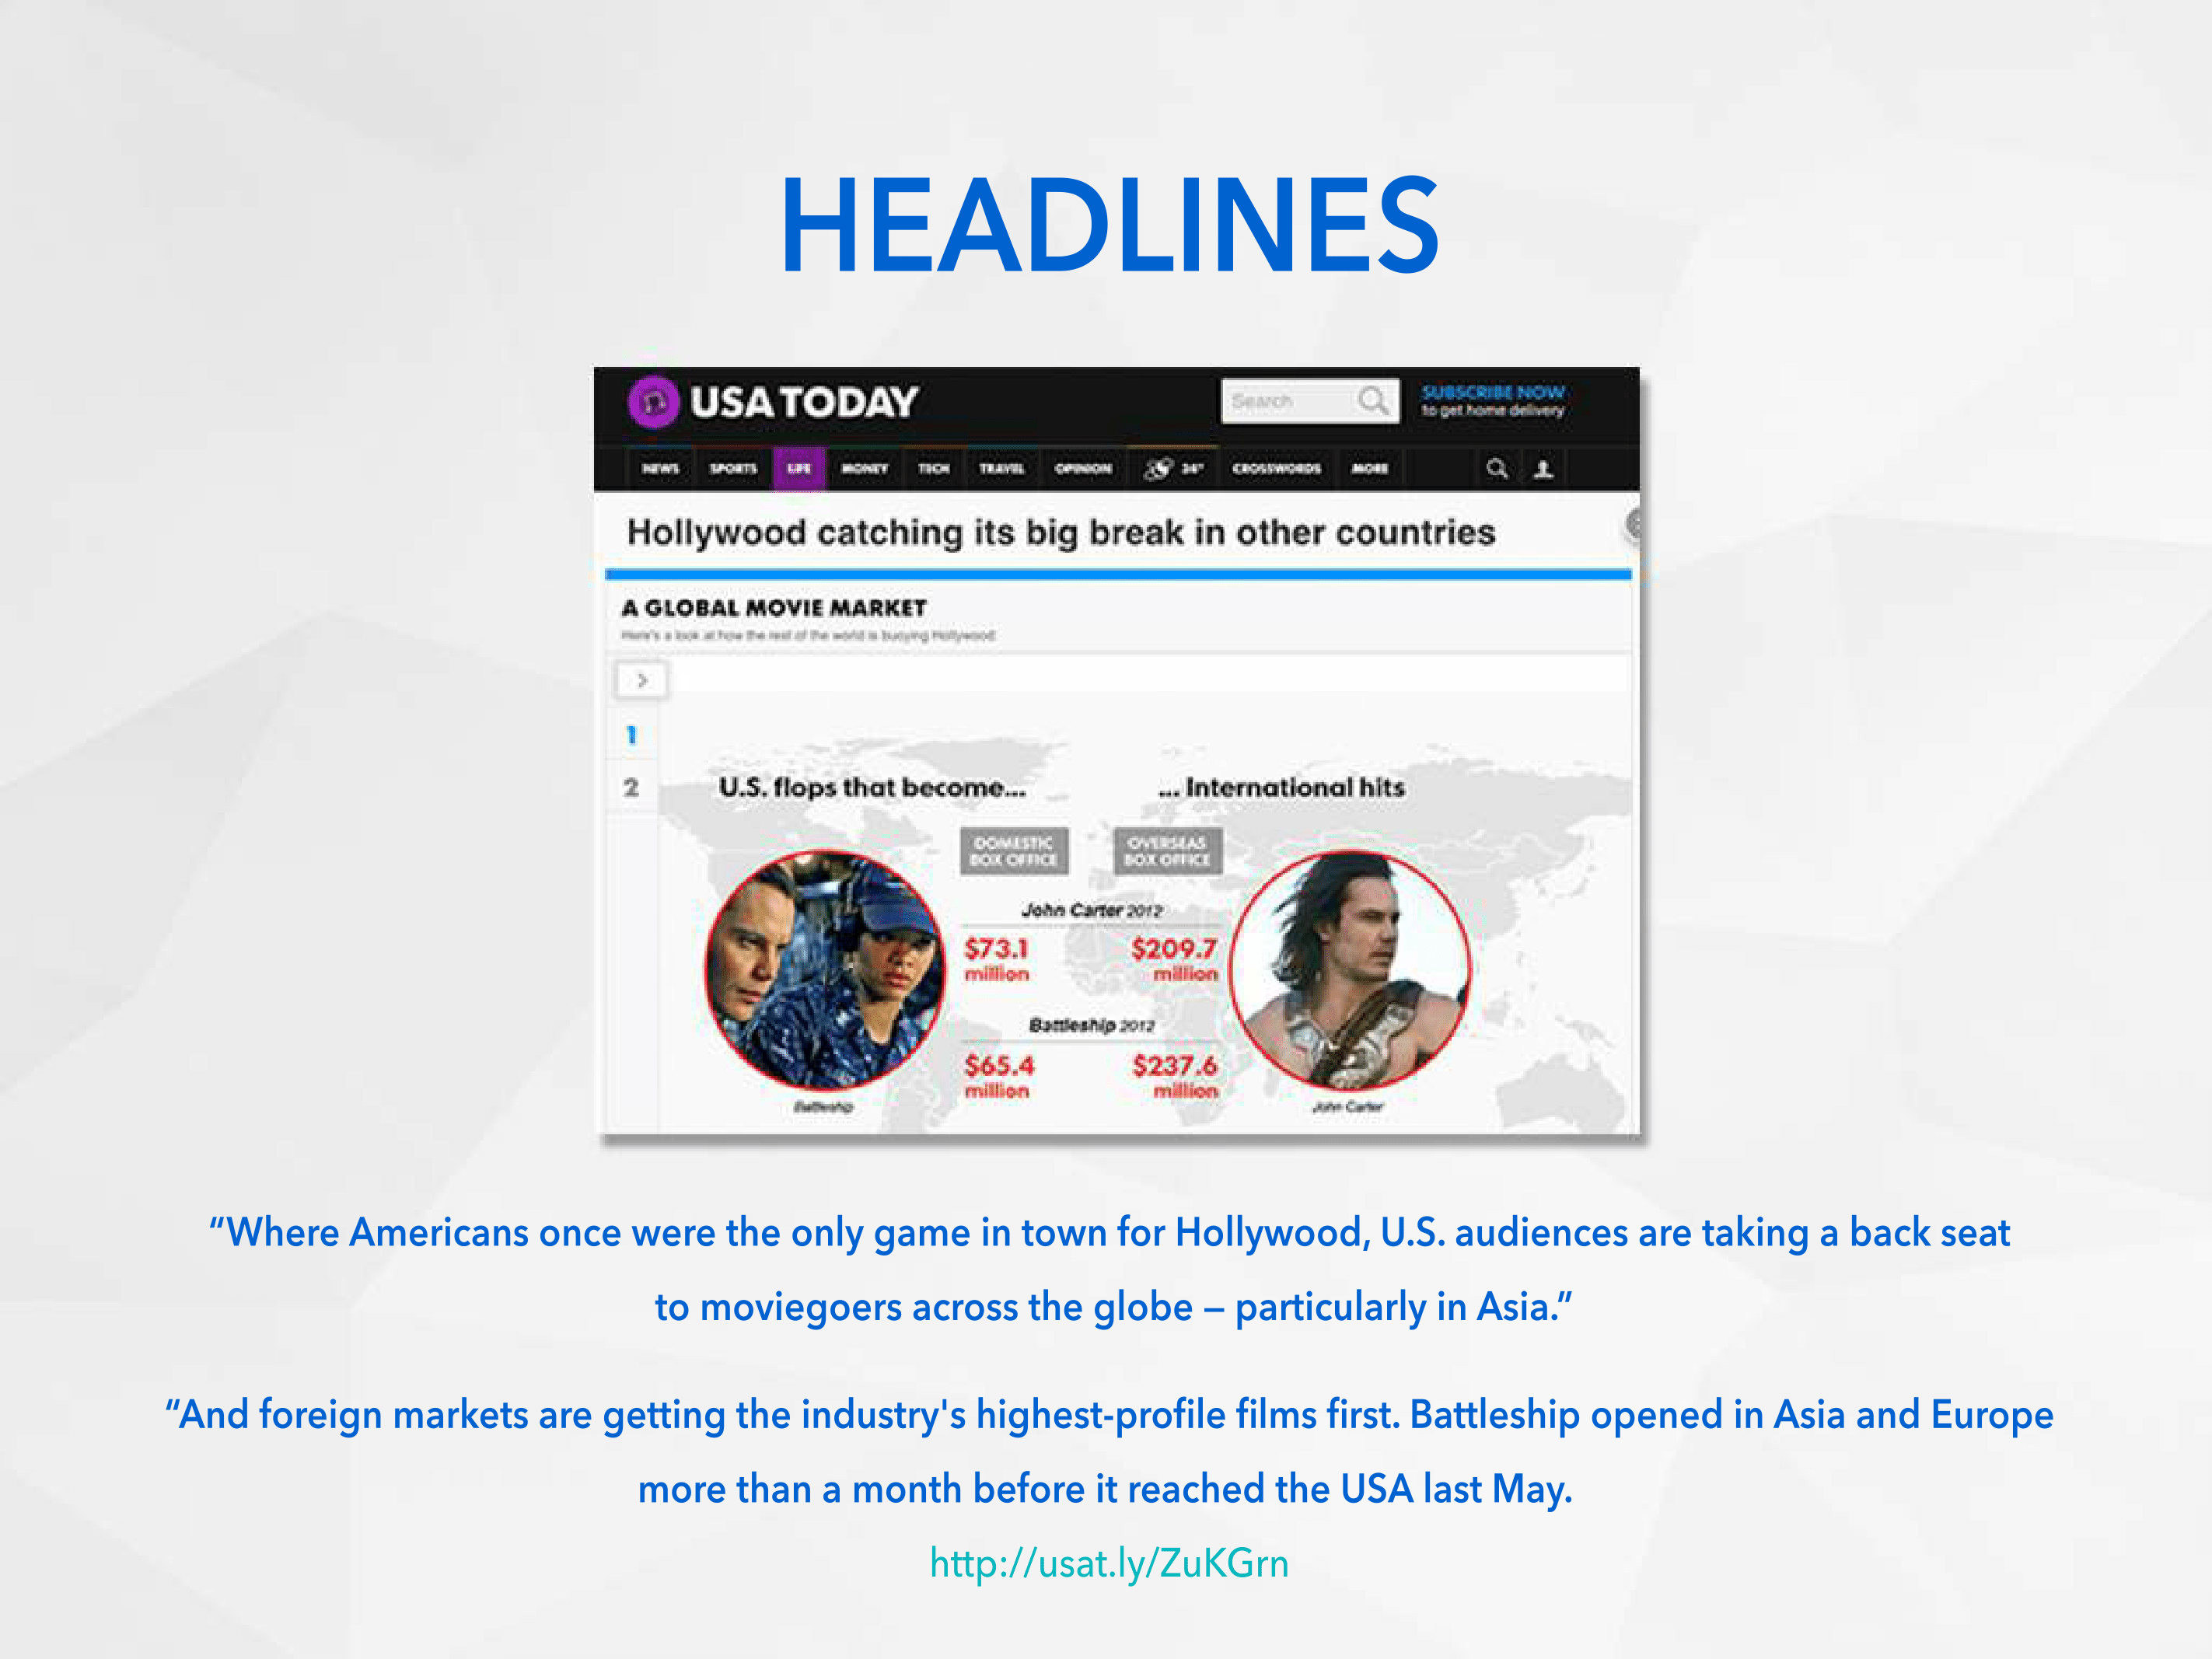 HEADLINES
USA TODAY
Search
SUBSCRIBE NOW
to get home delivery
NEWS SPORTS LIFE MONEY TECH TRAVEL OPINION 34° CROSSWORDS MORE
Hollywood catching its big break in other countries
A GLOBAL MOVIE MARKET
Here's a look at how the rest of the world is buoying Hollywood
1
2
U.S. flops that become... ... International hits
DOMESTIC OVERSEAS
BOX OFFICE BOX OFFICE
John Carter 2012
$73.1 $209.7
million million
Battleship 2012
$65.4 $237.6
million million
Battleship John Carter
“Where Americans once were the only game in town for Hollywood, U.S. audiences are taking a back seat
to moviegoers across the globe – particularly in Asia.”
“And foreign markets are getting the industry's highest-profile films first. Battleship opened in Asia and Europe
more than a month before it reached the USA last May.
http://usat.ly/ZuKGrn